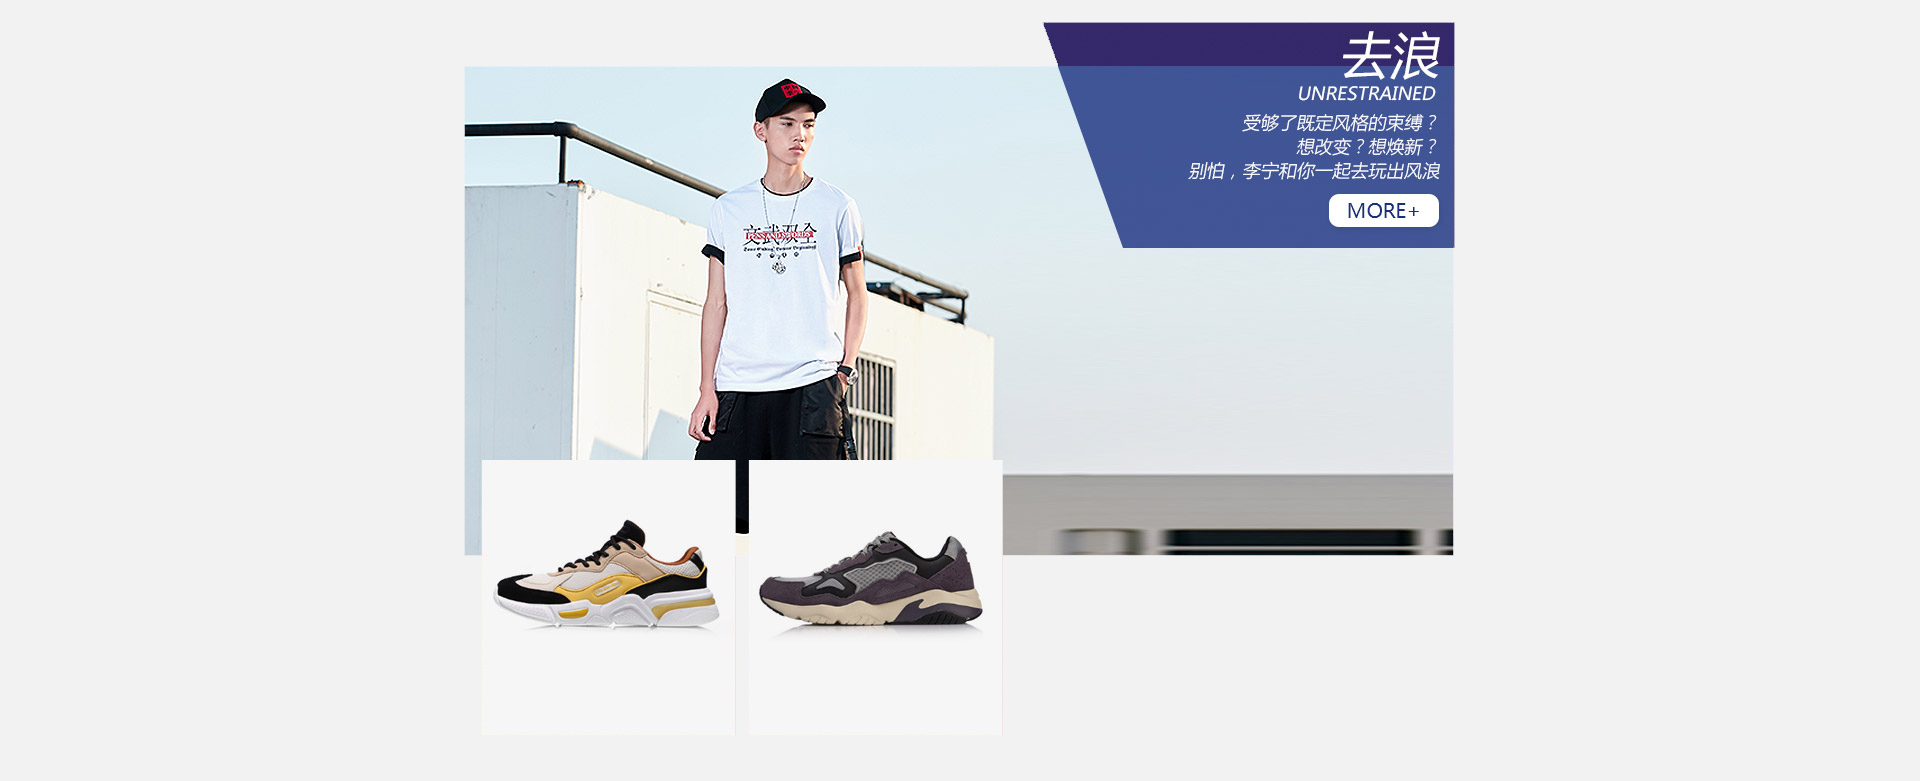 去浪
UNRESTRAINED
受够了既定风格的束缚？
想改变？想焕新？
别怕，李宁和你一起去玩出风浪
MORE+
文武双全